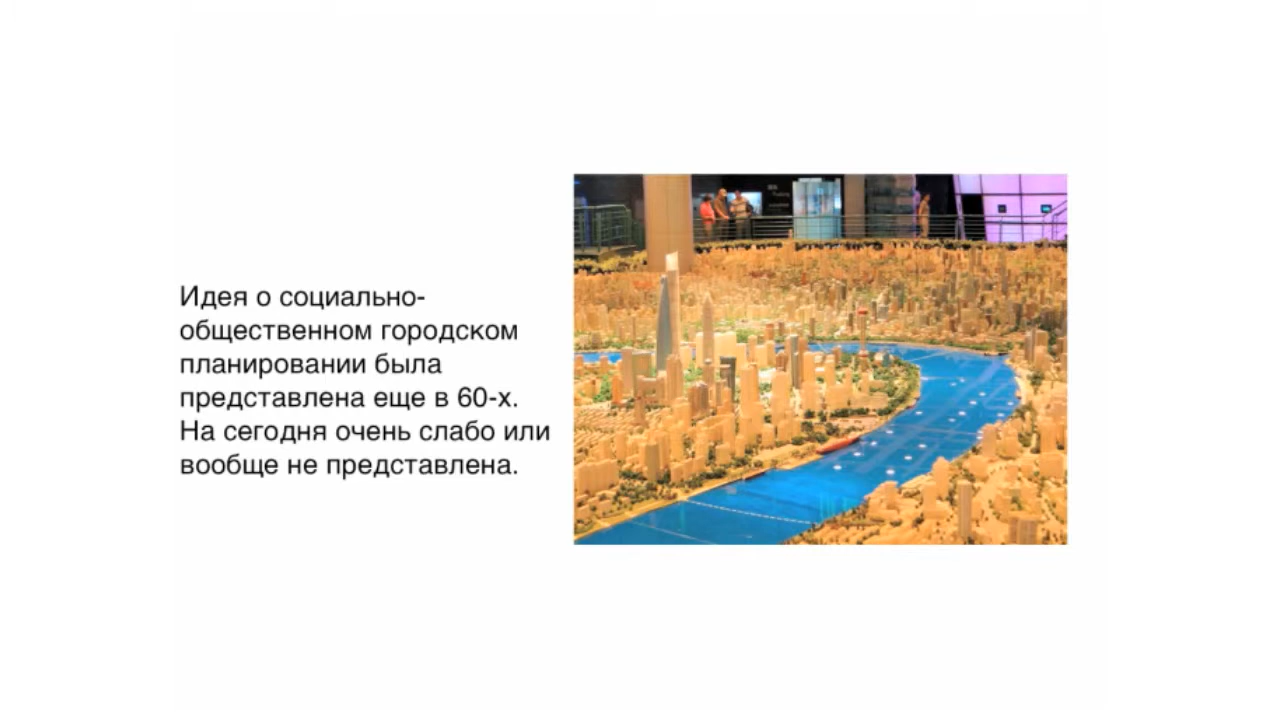 Идея о социально-
общественном городском
планировании была
представлена еще в 60-х.
На сегодня очень слабо или
вообще не представлена.